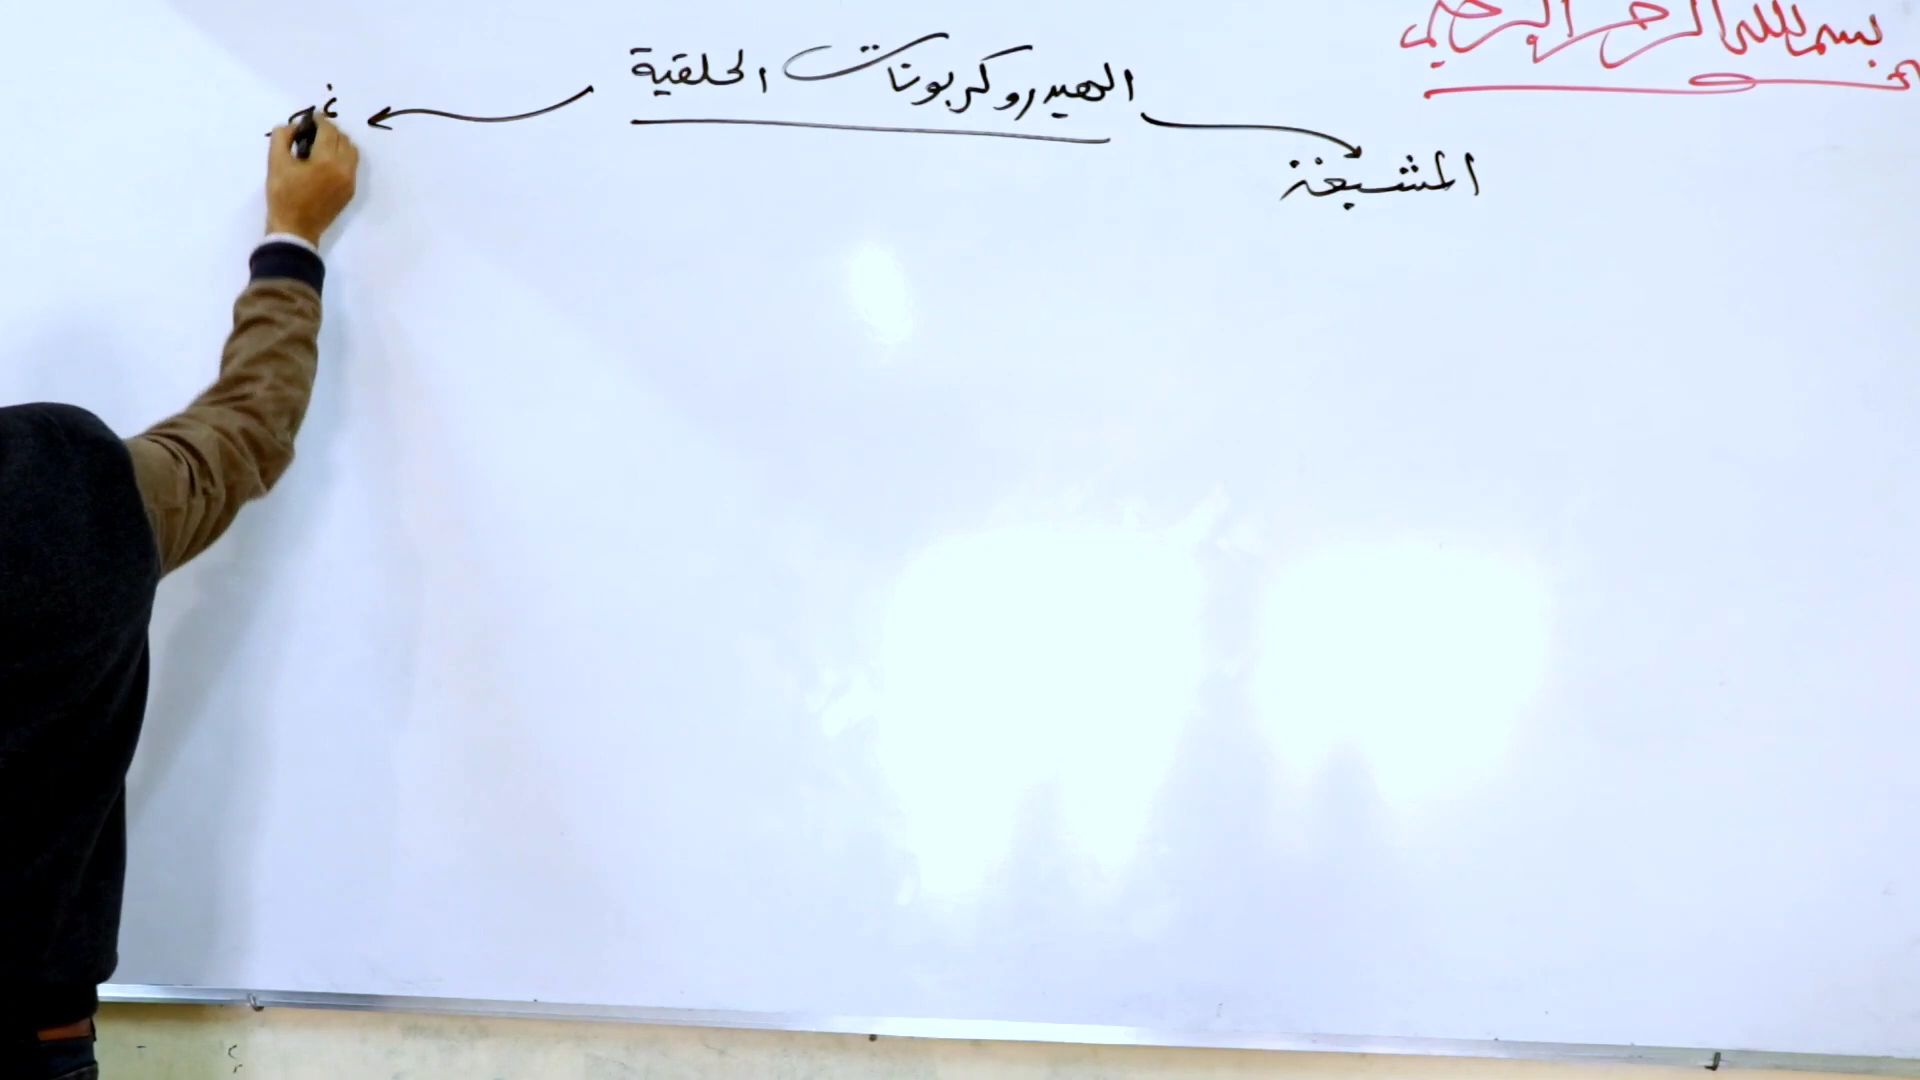 بسم الله الرحمن الرحيم
الهيدروكربونات الحلقية
المشبعة